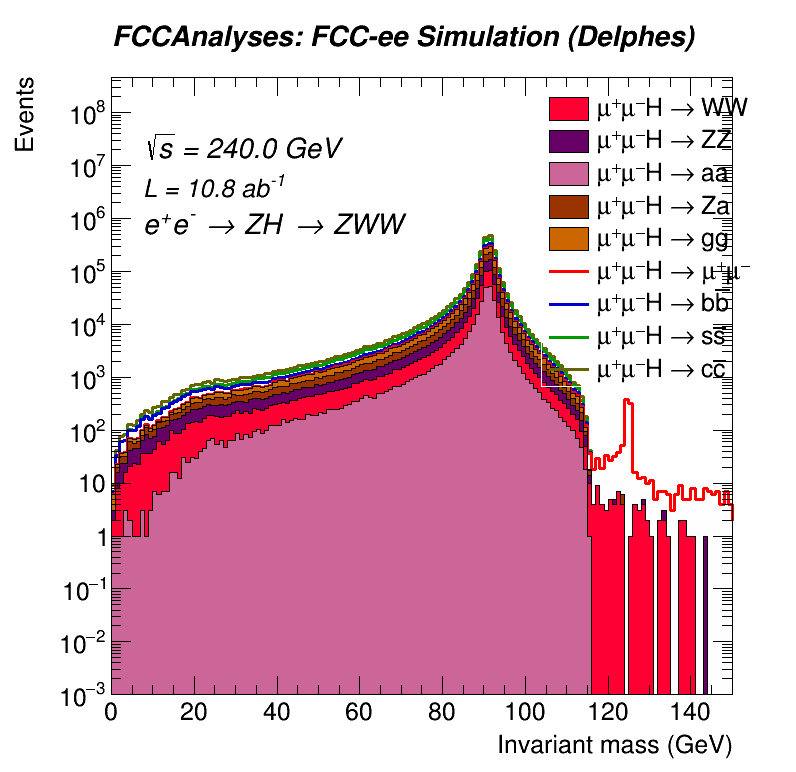 FCCAnalyses: FCC-ee Simulation (Delphes)
Events
√s = 240.0 GeV
L = 10.8 ab⁻¹
e⁺e⁻ → ZH → ZWW
μ⁺μ⁻H → WW
μ⁺μ⁻H → ZZ
μ⁺μ⁻H → aa
μ⁺μ⁻H → Za
μ⁺μ⁻H → gg
μ⁺μ⁻H → μ⁺μ⁻
μ⁺μ⁻H → bb
μ⁺μ⁻H → ss
μ⁺μ⁻H → cc
10⁸
10⁷
10⁶
10⁵
10⁴
10³
10²
10
1
10⁻¹
10⁻²
10⁻³
0 20 40 60 80 100 120 140
Invariant mass (GeV)